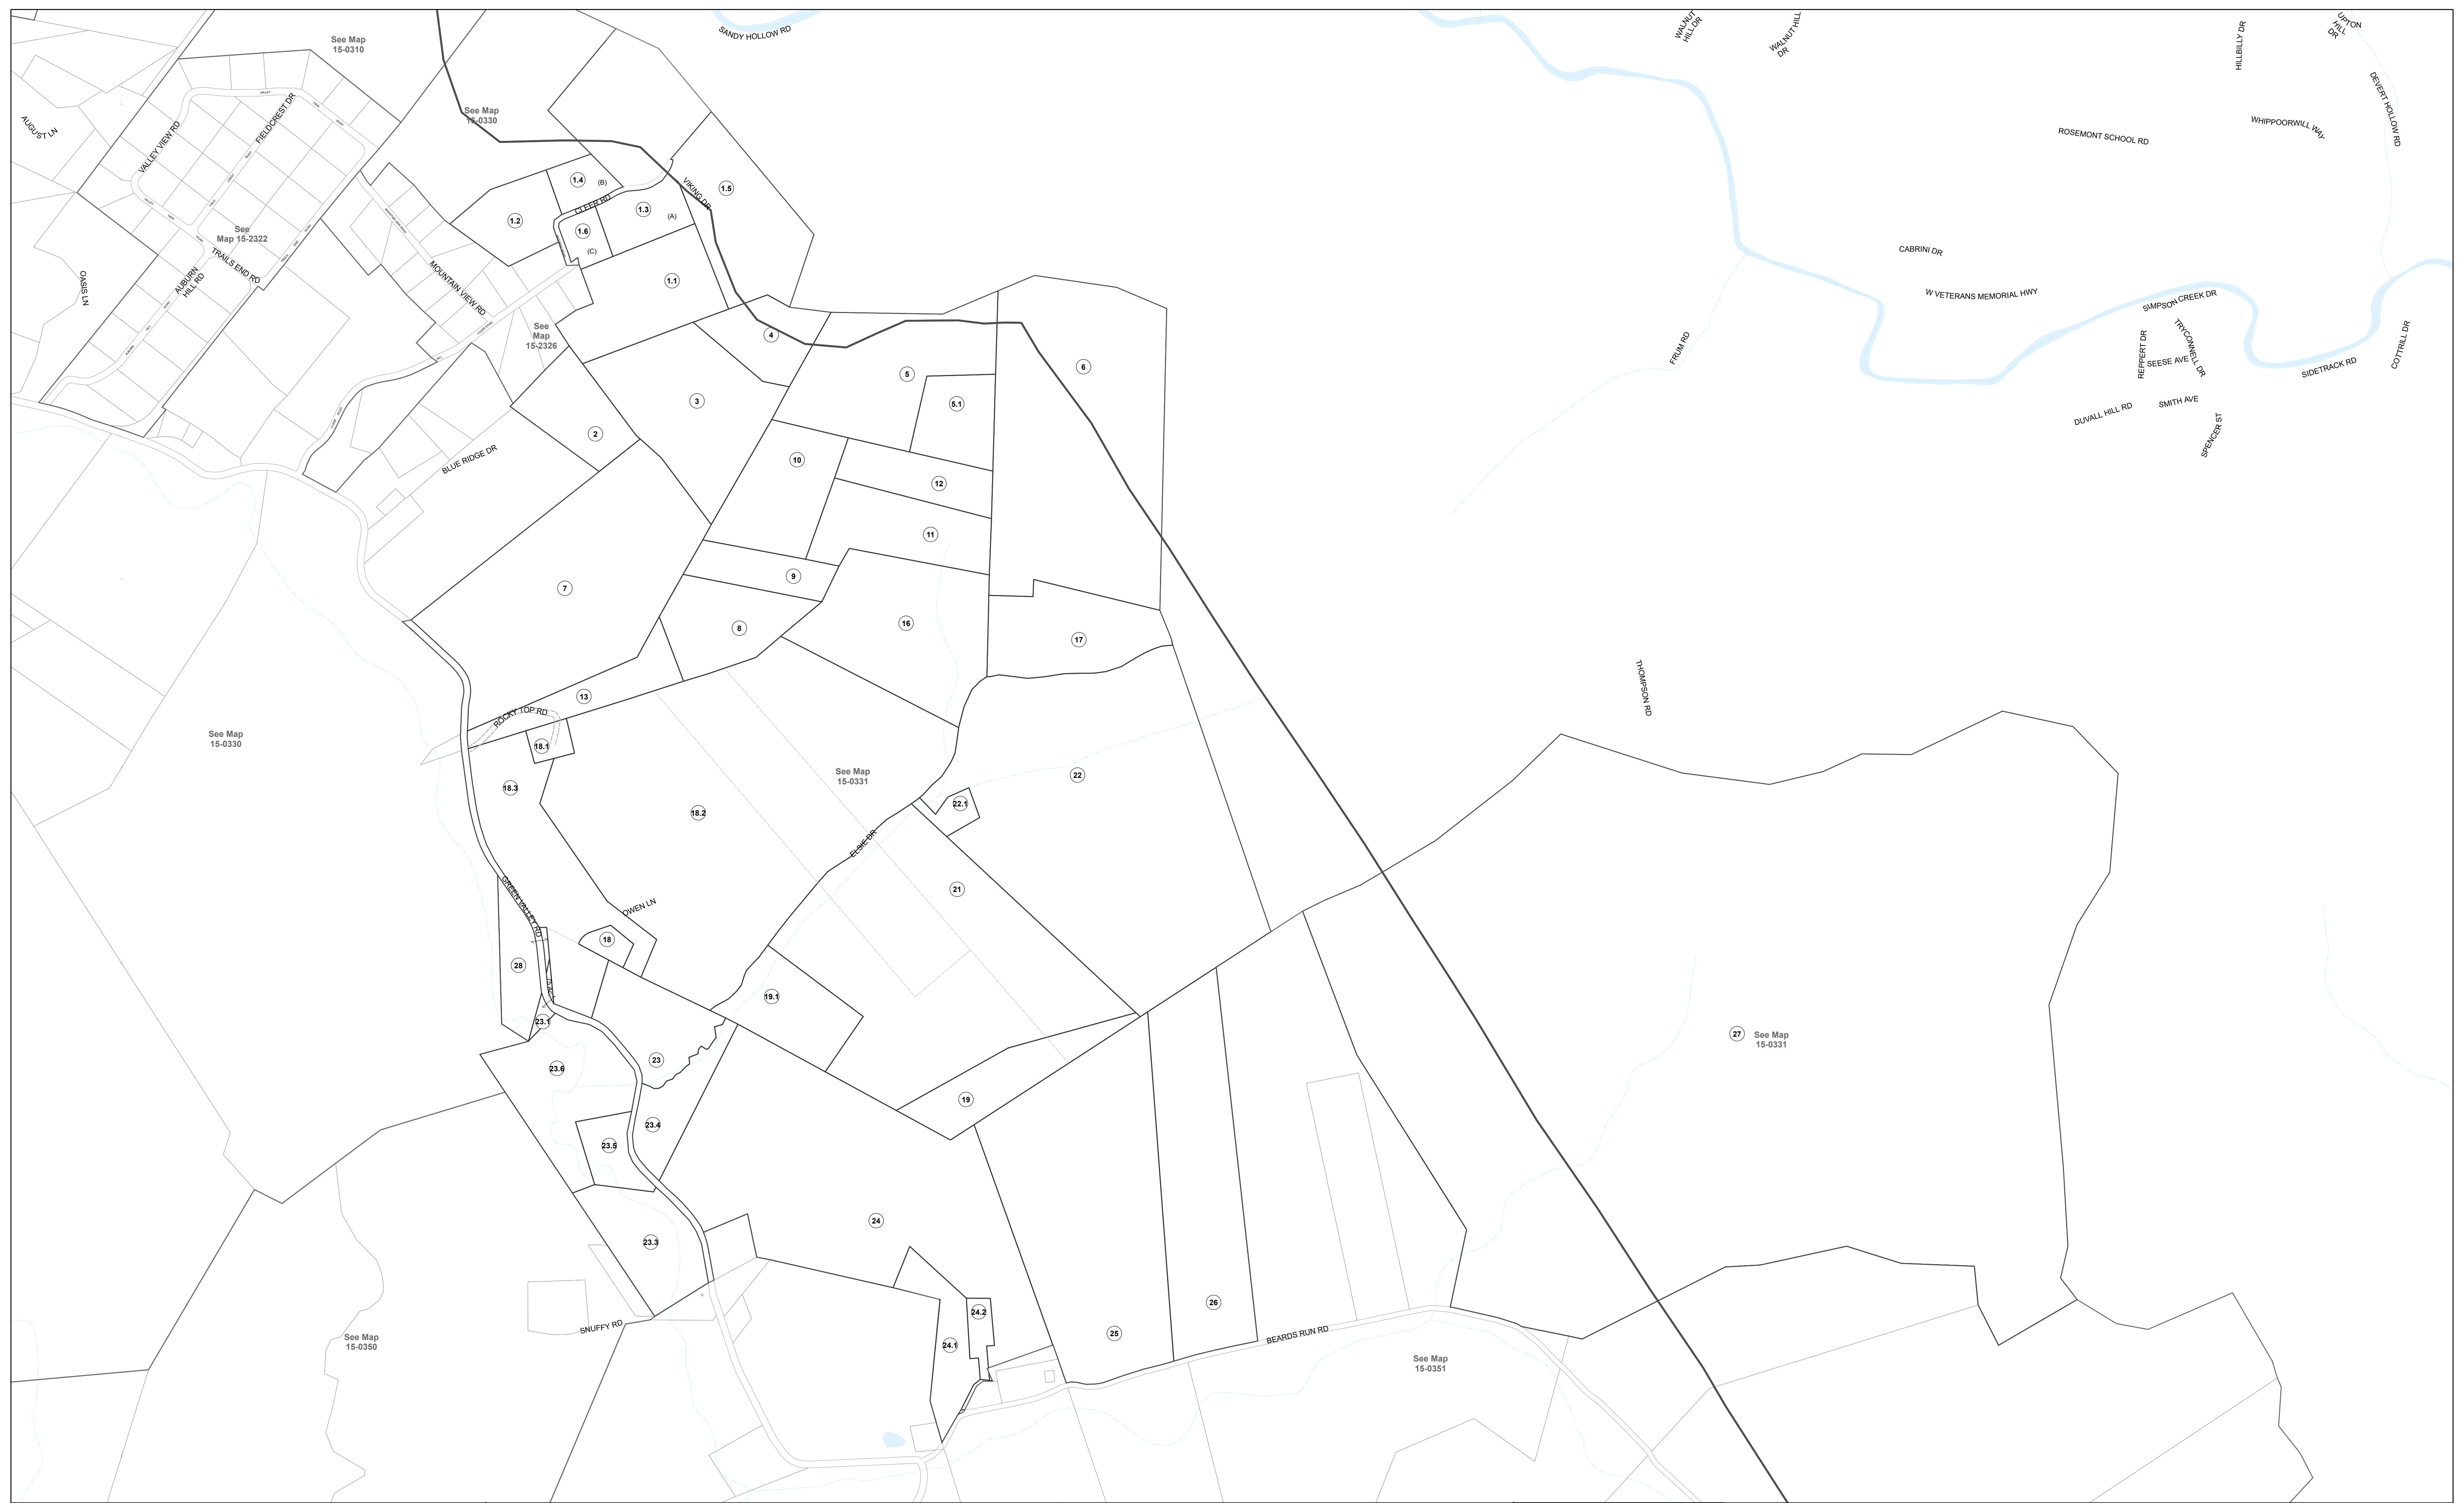 SANDY HOLLOW RD
WALNUT
HILL DR
WALNUT HILL
DR
HILLBILLY DR
UPTON
HILL
DR
See Map
15-0310
See Map
15-0330
DEVERT HOLLOW RD
AUGUST LN
VALLEY VIEW RD
FIELDCREST DR
ROSEMONT SCHOOL RD
WHIPPOORWILL WAY
1.4
(B)
VIKING DR
1.5
CLEER RD
1.3
(A)
1.2
1.6
(C)
See
Map 15-2322
TRAILS END RD
AUBURN
HILL RD
OASIS LN
MOUNTAIN VIEW RD
1.1
CABRINI DR
W VETERANS MEMORIAL HWY
SIMPSON CREEK DR
See
Map
15-2326
4
5
6
5.1
FRUM RD
REPPERT DR
TRYCONNELL DR
SEESE AVE
SIDETRACK RD
COTTRILL DR
DUVALL HILL RD
SMITH AVE
SPENCER ST
3
2
BLUE RIDGE DR
10
12
11
9
7
8
16
17
13
ROCKY TOP RD
THOMPSON RD
See Map
15-0330
18.1
18.3
See Map
15-0331
22
22.1
18.2
ELSIE DR
21
GREEN VALLEY RD
OWEN LN
18
28
19.1
23.1
27
See Map
15-0331
23
23.6
19
23.4
23.5
24
23.3
26
24.2
25
24.1
BEARDS RUN RD
SNUFFY RD
See Map
15-0350
See Map
15-0351